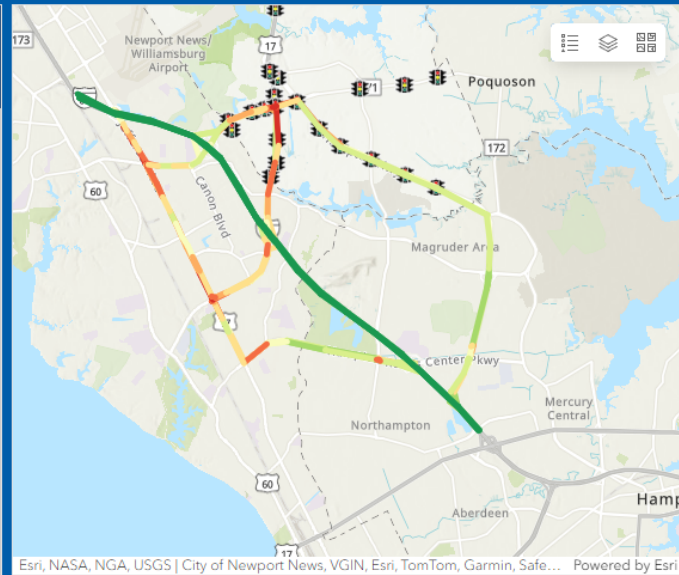 173
Newport News/
Williamsburg
Airport
17
Poquoson
172
60
Canon Blvd
Magruder Area
Center Pkwy
Mercury
Central
Northampton
60
Hamp
Aberdeen
17
Esri, NASA, NGA, USGS | City of Newport News, VGIN, Esri, TomTom, Garmin, Safe... Powered by Esri